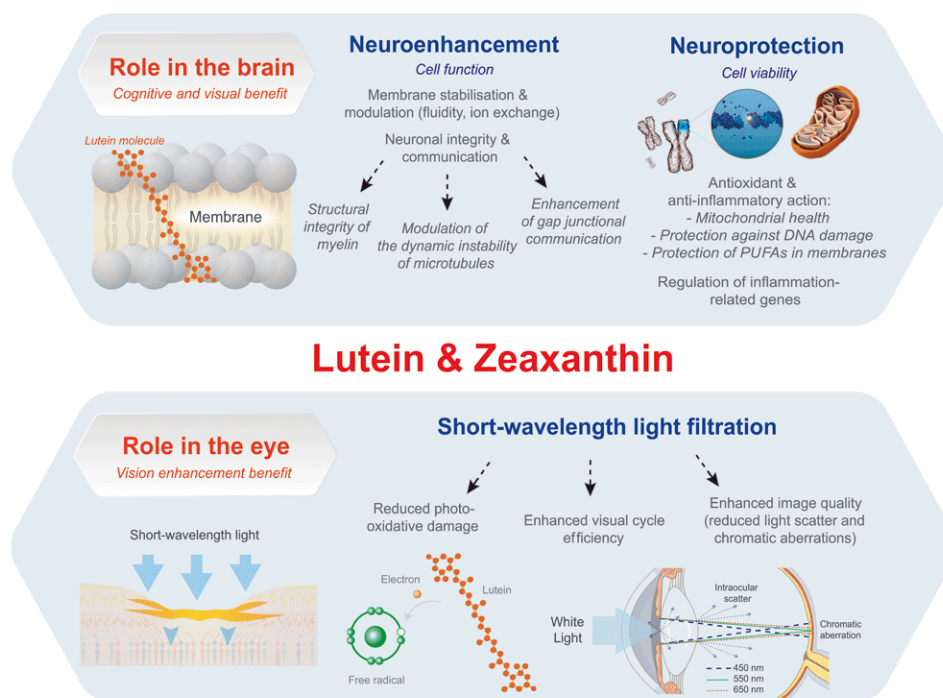 Role in the brain
Cognitive and visual benefit
Lutein molecule
Membrane
Neuroenhancement
Cell function
Membrane stabilisation &
modulation (fluidity, ion exchange)
Neuronal integrity &
communication
Structural
integrity of
myelin
Modulation of
the dynamic instability
of microtubules
Enhancement
of gap junctional
communication
Neuroprotection
Cell viability
Antioxidant &
anti-inflammatory action:
- Mitochondrial health
- Protection against DNA damage
- Protection of PUFAs in membranes
Regulation of inflammation-
related genes
Lutein & Zeaxanthin
Role in the eye
Vision enhancement benefit
Short-wavelength light
Short-wavelength light filtration
Reduced photo-
oxidative damage
Electron
Lutein
Free radical
Enhanced visual cycle
efficiency
Enhanced image quality
(reduced light scatter and
chromatic aberrations)
White
Light
Intraocular
scatter
Chromatic
aberration
450 nm
550 nm
650 nm